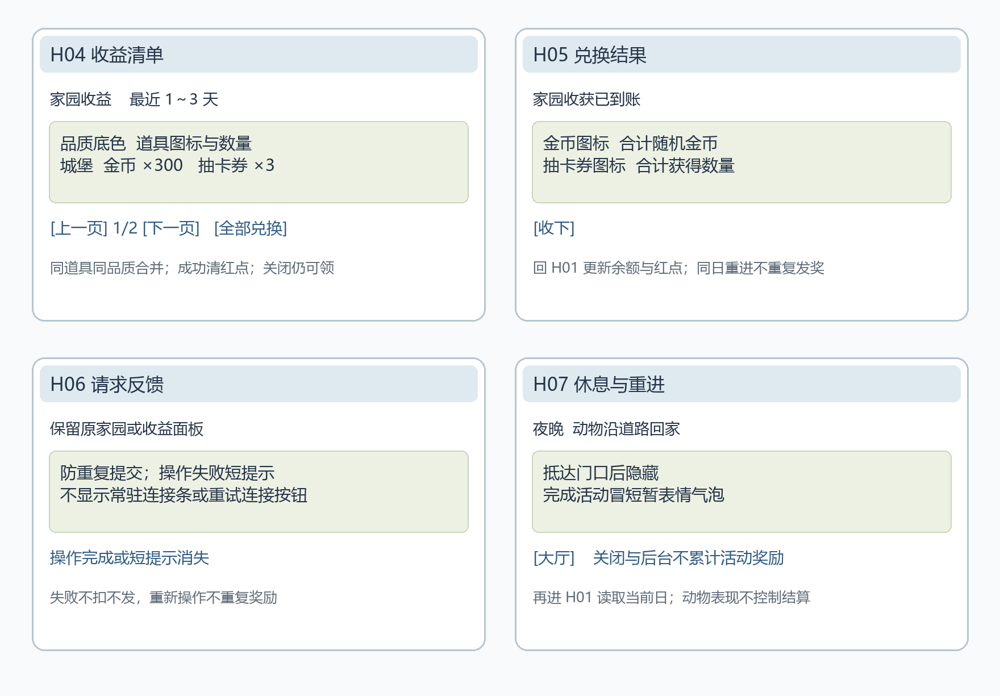 H04 收益清单
家园收益 最近 1～3 天
品质底色 道具图标与数量
城堡 金币 ×300 抽卡券 ×3
[上一页] 1/2 [下一页] [全部兑换]
同道具同品质合并；成功清红点；关闭仍可领
H05 兑换结果
家园收获已到账
金币图标 合计随机金币
抽卡券图标 合计获得数量
[收下]
回 H01 更新余额与红点；同日重进不重复发奖
H06 请求反馈
保留原家园或收益面板
防重复提交；操作失败短提示
不显示常驻连接条或重试连接按钮
操作完成或短提示消失
失败不扣不发，重新操作不重复奖励
H07 休息与重进
夜晚 动物沿道路回家
抵达门口后隐藏
完成活动冒短暂表情气泡
[大厅] 关闭与后台不累计活动奖励
再进 H01 读取当前日；动物表现不控制结算